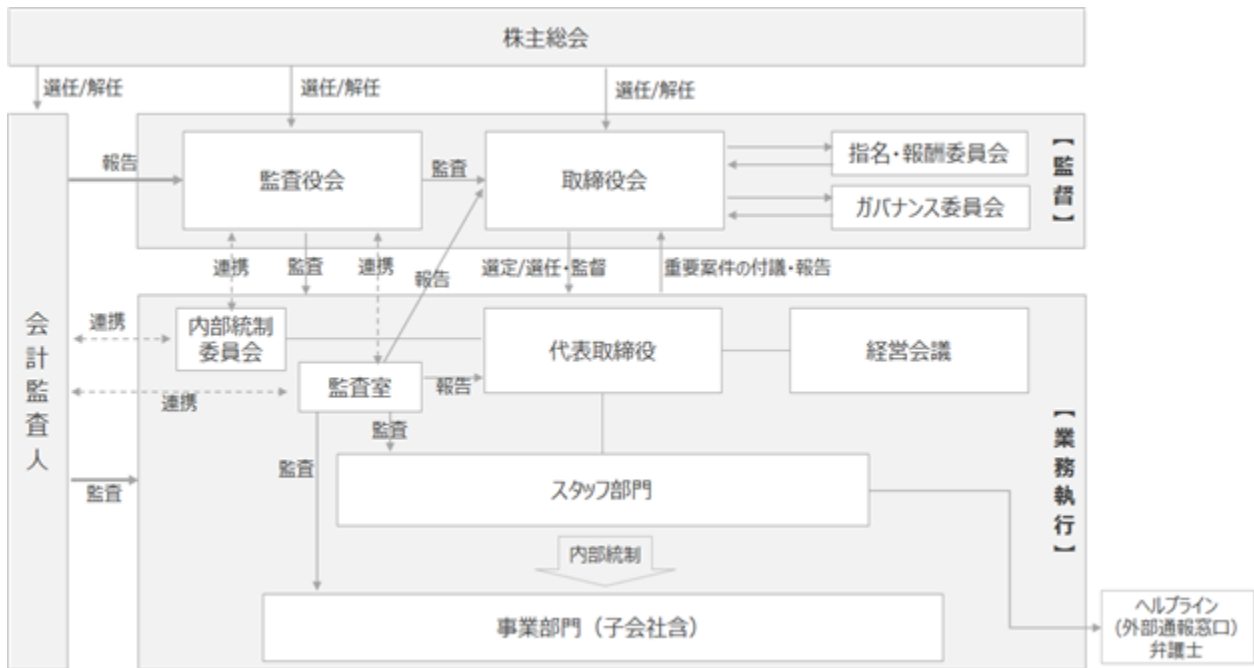 株主総会
選任/解任
選任/解任
選任/解任
報告
監査役会
監査
取締役会
指名・報酬委員会
ガバナンス委員会
【監督】
連携
監査
連携
報告
選定/選任・監督
重要案件の付議・報告
会計監査人
連携
内部統制
委員会
代表取締役
経営会議
監査室
報告
連携
監査
監査
監査
スタッフ部門
【業務執行】
内部統制
事業部門（子会社含）
ヘルプライン
(外部通報窓口)
弁護士